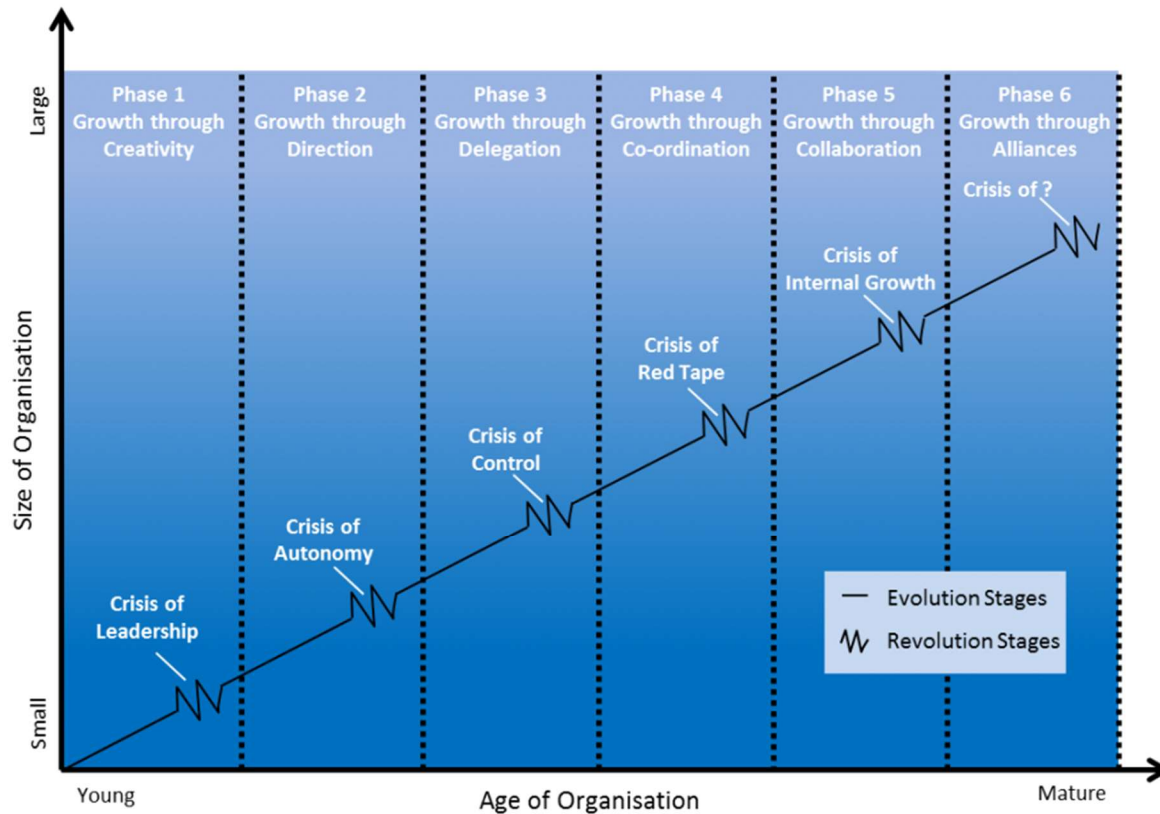 Large
Size of Organisation
Small
Phase 1
Growth through
Creativity
Phase 2
Growth through
Direction
Phase 3
Growth through
Delegation
Phase 4
Growth through
Co-ordination
Phase 5
Growth through
Collaboration
Phase 6
Growth through
Alliances
Crisis of ?
Crisis of
Internal Growth
Crisis of
Red Tape
Crisis of
Control
Crisis of
Autonomy
Crisis of
Leadership
Evolution Stages
Revolution Stages
Young
Age of Organisation
Mature